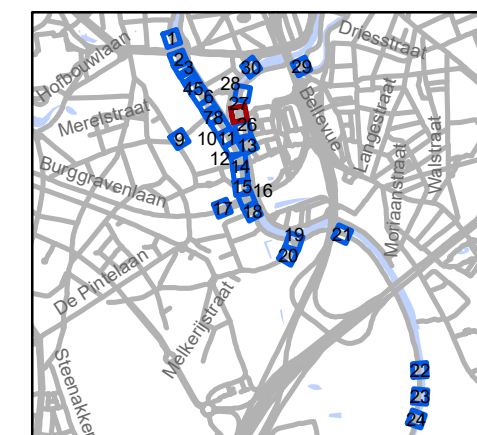 1
Driesstraat
Hofbouwlaan
2
3
30
29
4
5
6
28
27
Bellevue
Langestraat
Merelstraat
7
8
26
Walstraat
9
10
11
13
12
Burggravenlaan
14
Moriaanstraat
15
16
17
18
19
20
21
De Pintelaan
Melkerijstraat
Steenakker
22
23
24